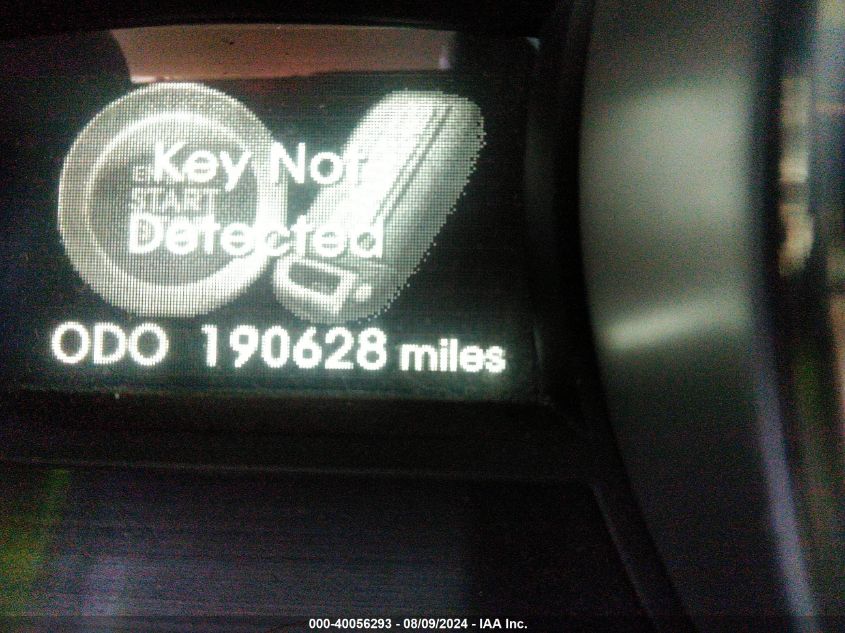 Key Not
START
Detected
ODO 190628 miles
000-40056293 - 08/09/2024 - IAA Inc.